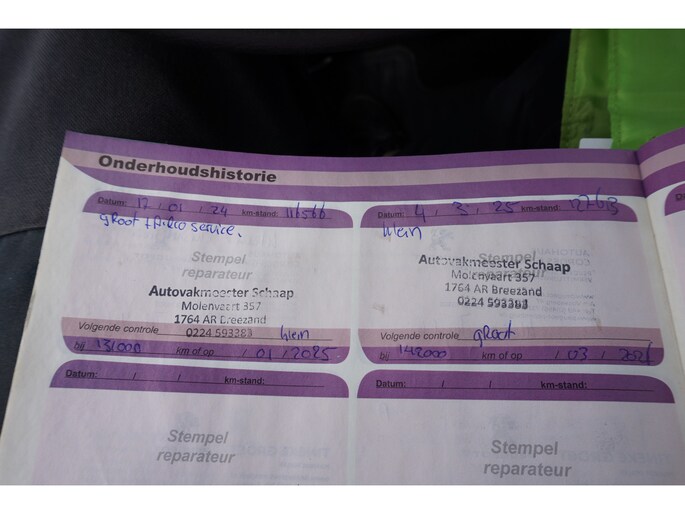 Onderhoudshistorie
Datum: 17 / 01 / 24 km-stand: 116566
groot + Airco service.
Stempel
reparateur
Autovakmeester Schaap
Molenvaart 357
1764 AR Breezand
0224 593383
Volgende controle klein
bij 131000 km of op / 01 / 2025
Datum: 4 / 3 / 25 km-stand:
klein
Stempel
reparateur
Autovakmeester Schaap
Molenvaart 357
1764 AR Breezand
0224 593383
Volgende controle groot
bij 142000 km of op / 03 / 2026
Datum: / / km-stand:
Stempel
reparateur
Datum: / / km-stand:
Stempel
reparateur